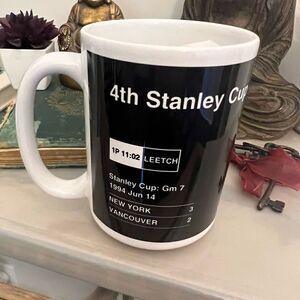 4th Stanley Cup
1P 11:02 LEETCH
Stanley Cup: Gm 7
1994 Jun 14
NEW YORK 3
VANCOUVER 2